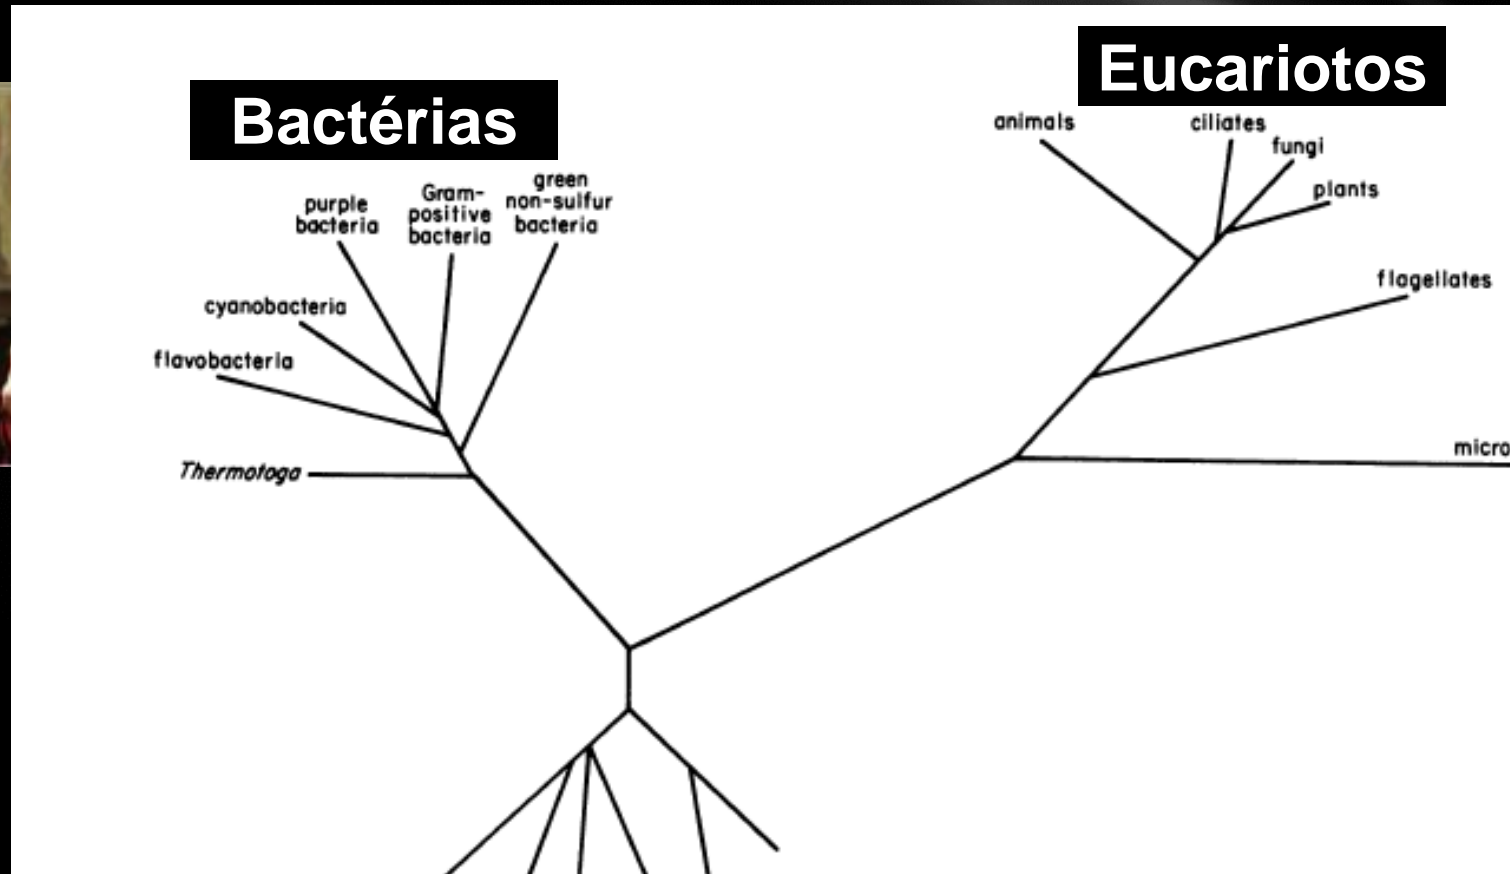 Bactérias
Eucariotos
purple
bacteria
Gram-
positive
bacteria
green
non-sulfur
bacteria
cyanobacteria
flavobacteria
Thermotoga
animals
ciliates
fungi
plants
flagellates
micro